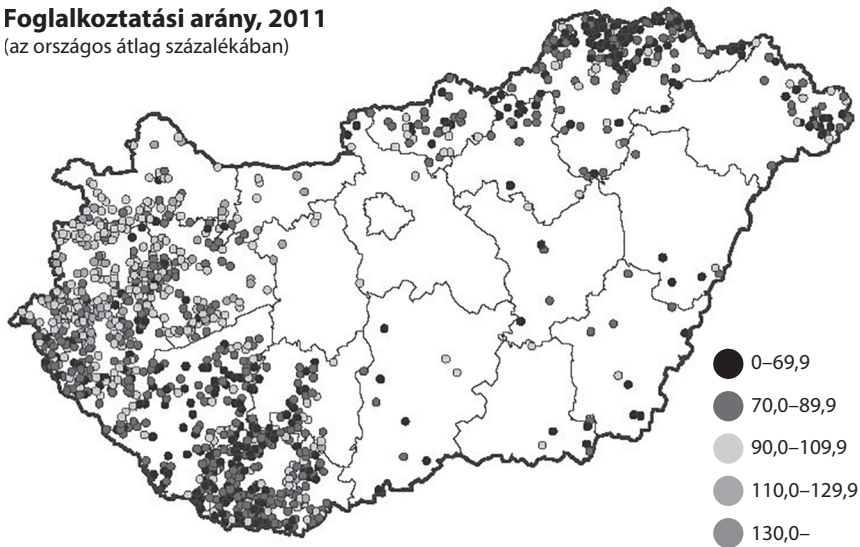 Foglalkoztatási arány, 2011
(az országos átlag százalékában)
0–69,9
70,0–89,9
90,0–109,9
110,0–129,9
130,0–